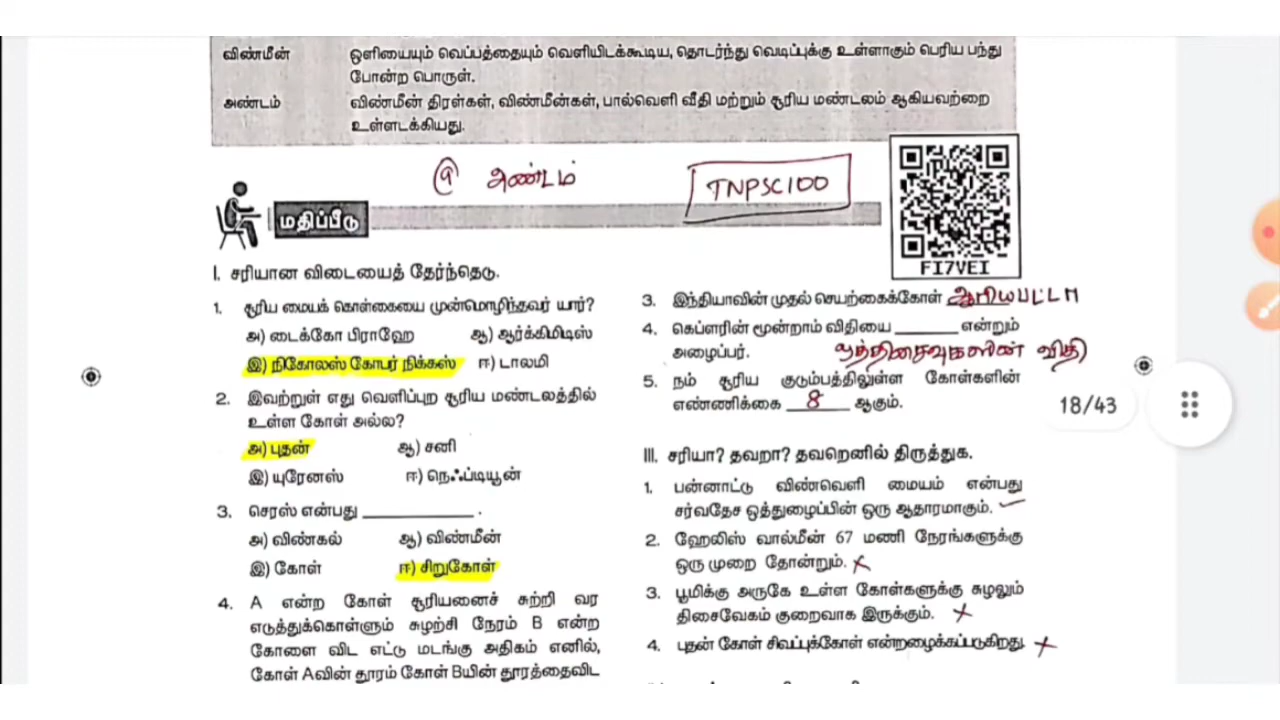 விண்மீன் ஒளியையும் வெப்பத்தையும் வெளியிடக்கூடிய, தொடர்ந்து வெடிப்புக்கு உள்ளாகும் பெரிய பந்து
போன்ற பொருள்.
அண்டம் விண்மீன் திரள்கள், விண்மீன்கள், பால்வெளி வீதி மற்றும் சூரிய மண்டலம் ஆகியவற்றை
உள்ளடக்கியது.
அண்டம்
TNPSC100
மதிப்பீடு
FI7VEI
I. சரியான விடையைத் தேர்ந்தெடு.
1. சூரிய மையக் கொள்கையை முன்மொழிந்தவர் யார்?
அ) டைக்கோ பிராஹே ஆ) ஆர்க்கிமிடிஸ்
இ) நிகோலஸ் கோபர் நிக்கஸ் ஈ) டாலமி
2. இவற்றுள் எது வெளிப்புற சூரிய மண்டலத்தில்
உள்ள கோள் அல்ல?
அ) புதன் ஆ) சனி
இ) யுரேனஸ் ஈ) நெஃப்டியூன்
3. செரஸ் என்பது ____________ .
அ) விண்கல் ஆ) விண்மீன்
இ) கோள் ஈ) சிறுகோள்
4. A என்ற கோள் சூரியனைச் சுற்றி வர
எடுத்துக்கொள்ளும் சுழற்சி நேரம் B என்ற
கோளை விட எட்டு மடங்கு அதிகம் எனில்,
கோள் Aவின் தூரம் கோள் Bயின் தூரத்தைவிட
3. இந்தியாவின் முதல் செயற்கைக்கோள் ஆரியபட்டா
4. கெப்ளரின் மூன்றாம் விதியை _______ என்றும்
அழைப்பர். ஒத்திசைவுகளின் விதி
5. நம் சூரிய குடும்பத்திலுள்ள கோள்களின்
எண்ணிக்கை 8 ஆகும்.
18/43
III. சரியா? தவறா? தவறெனில் திருத்துக.
1. பன்னாட்டு விண்வெளி மையம் என்பது
சர்வதேச ஒத்துழைப்பின் ஒரு ஆதாரமாகும்.
2. ஹேலிஸ் வால்மீன் 67 மணி நேரங்களுக்கு
ஒரு முறை தோன்றும்.
3. பூமிக்கு அருகே உள்ள கோள்களுக்கு சுழலும்
திசைவேகம் குறைவாக இருக்கும்.
4. புதன் கோள் சிவப்புக்கோள் என்றழைக்கப்படுகிறது.